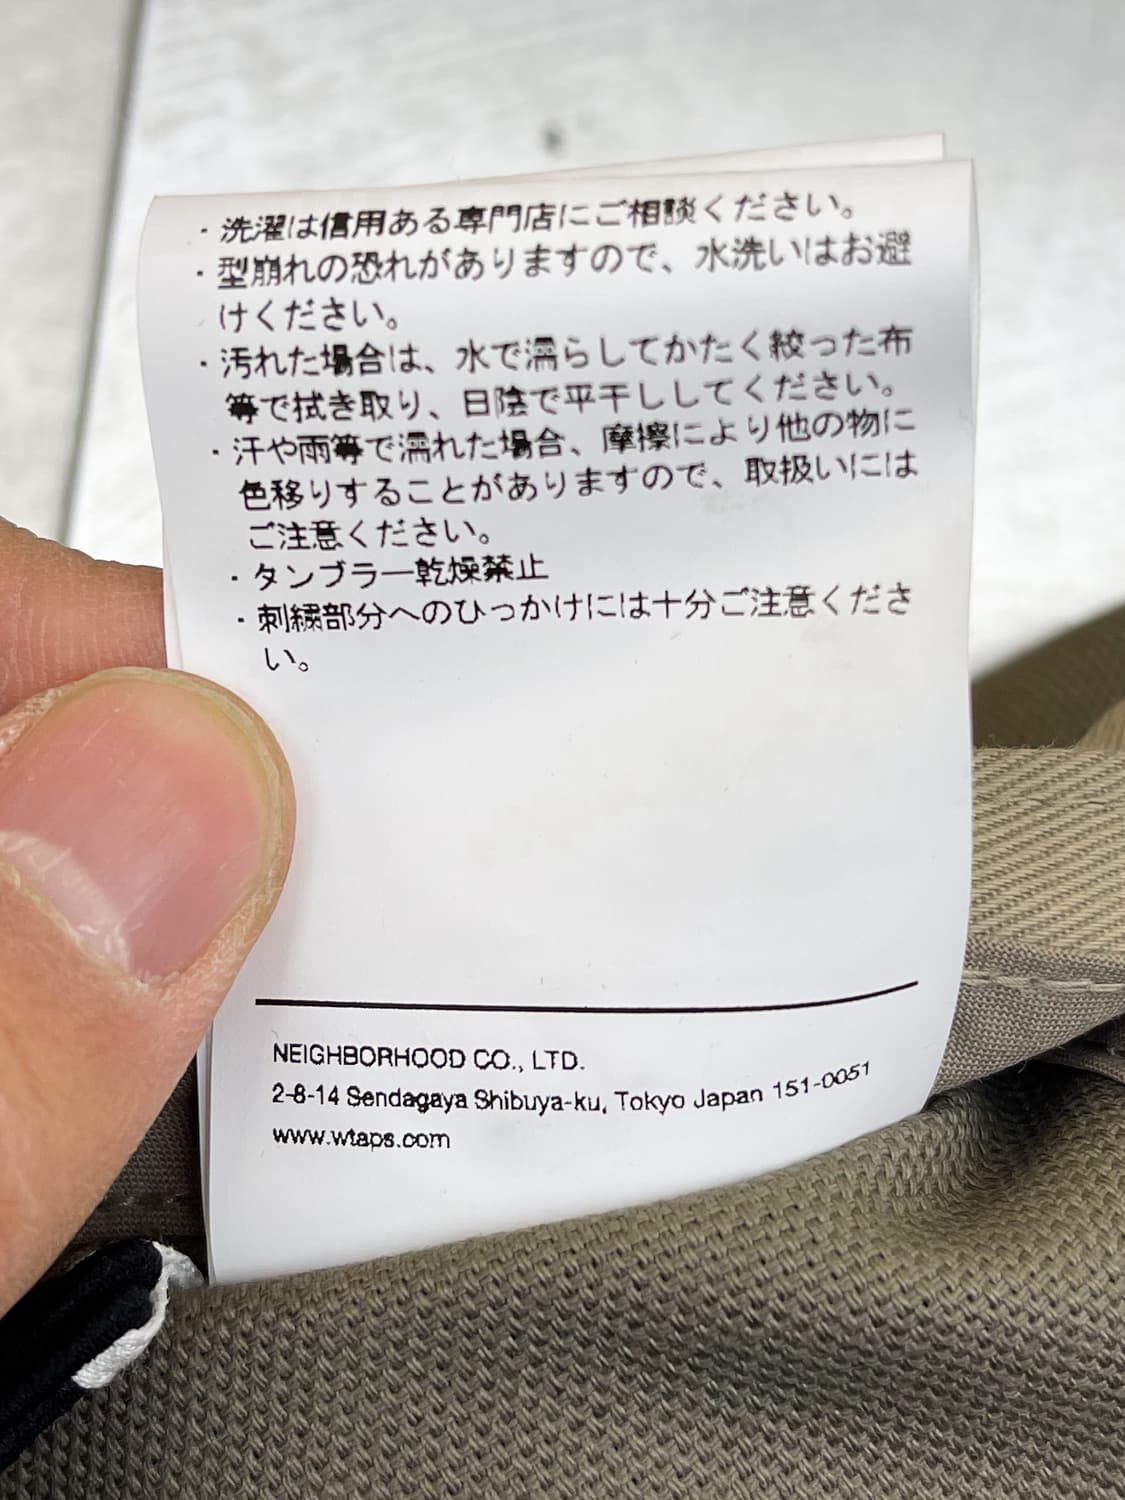 ・洗濯は信用ある専門店にご相談ください。
・型崩れの恐れがありますので、水洗いはお避
けください。
・汚れた場合は、水で濡らしてかたく絞った布
等で拭き取り、日陰で平干ししてください。
・汗や雨等で濡れた場合、摩擦により他の物に
色移りすることがありますので、取扱いには
ご注意ください。
・タンブラー乾燥禁止
・刺繍部分へのひっかけには十分ご注意くださ
い。
NEIGHBORHOOD CO., LTD.
2-8-14 Sendagaya Shibuya-ku, Tokyo Japan 151-0051
www.wtaps.com